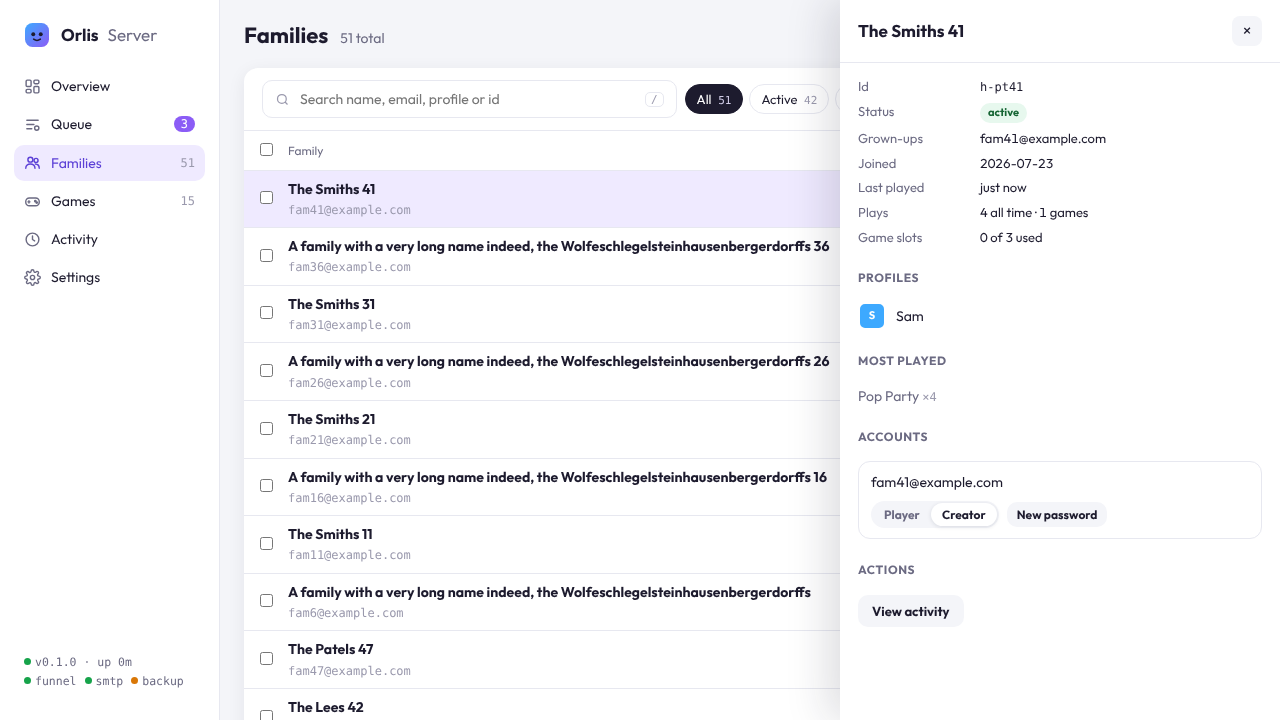 Orlis Server
Overview
Queue 3
Families 51
Games 15
Activity
Settings
v0.1.0 · up 0m
funnel smtp backup
Families 51 total
Search name, email, profile or id /
All 51 Active 42
Family
The Smiths 41
fam41@example.com
A family with a very long name indeed, the Wolfeschlegelsteinhausenbergerdorffs 36
fam36@example.com
The Smiths 31
fam31@example.com
A family with a very long name indeed, the Wolfeschlegelsteinhausenbergerdorffs 26
fam26@example.com
The Smiths 21
fam21@example.com
A family with a very long name indeed, the Wolfeschlegelsteinhausenbergerdorffs 16
fam16@example.com
The Smiths 11
fam11@example.com
A family with a very long name indeed, the Wolfeschlegelsteinhausenbergerdorffs
fam6@example.com
The Patels 47
fam47@example.com
The Lees 42
The Smiths 41 ×
Id h-pt41
Status active
Grown-ups fam41@example.com
Joined 2026-07-23
Last played just now
Plays 4 all time · 1 games
Game slots 0 of 3 used
PROFILES
S Sam
MOST PLAYED
Pop Party ×4
ACCOUNTS
fam41@example.com
Player Creator New password
ACTIONS
View activity